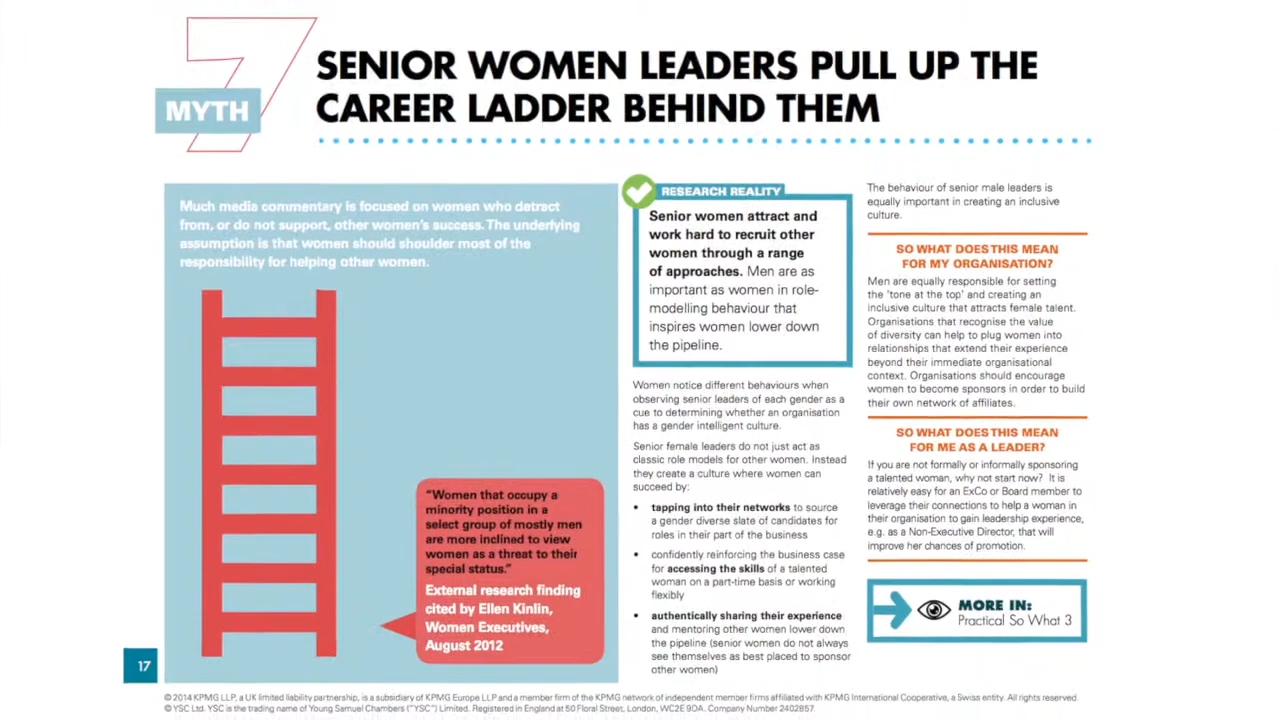 7
MYTH
SENIOR WOMEN LEADERS PULL UP THE
CAREER LADDER BEHIND THEM
Much media commentary is focused on women who detract
from, or do not support, other women's success. The underlying
assumption is that women should shoulder most of the
responsibility for helping other women.
"Women that occupy a
minority position in a
select group of mostly men
are more inclined to view
women as a threat to their
special status."
External research finding
cited by Ellen Kinlin,
Women Executives,
August 2012
RESEARCH REALITY
Senior women attract and
work hard to recruit other
women through a range
of approaches. Men are as
important as women in role-
modelling behaviour that
inspires women lower down
the pipeline.
Women notice different behaviours when
observing senior leaders of each gender as a
cue to determining whether an organisation
has a gender intelligent culture.
Senior female leaders do not just act as
classic role models for other women. Instead
they create a culture where women can
succeed by:
• tapping into their networks to source
a gender diverse slate of candidates for
roles in their part of the business
• confidently reinforcing the business case
for accessing the skills of a talented
woman on a part-time basis or working
flexibly
• authentically sharing their experience
and mentoring other women lower down
the pipeline (senior women do not always
see themselves as best placed to sponsor
other women)
The behaviour of senior male leaders is
equally important in creating an inclusive
culture.
SO WHAT DOES THIS MEAN
FOR MY ORGANISATION?
Men are equally responsible for setting
the 'tone at the top' and creating an
inclusive culture that attracts female talent.
Organisations that recognise the value
of diversity can help to plug women into
relationships that extend their experience
beyond their immediate organisational
context. Organisations should encourage
women to become sponsors in order to build
their own network of affiliates.
SO WHAT DOES THIS MEAN
FOR ME AS A LEADER?
If you are not formally or informally sponsoring
a talented woman, why not start now? It is
relatively easy for an ExCo or Board member to
leverage their connections to help a woman in
their organisation to gain leadership experience,
e.g. as a Non-Executive Director, that will
improve her chances of promotion.
MORE IN:
Practical So What 3
17
© 2014 KPMG LLP, a UK limited liability partnership, is a subsidiary of KPMG Europe LLP and a member firm of the KPMG network of independent member firms affiliated with KPMG International Cooperative, a Swiss entity. All rights reserved.
© YSC Ltd. YSC is the trading name of Young Samuel Chambers ("YSC") Limited. Registered in England at 50 Floral Street, London, WC2E 9DA. Company Number 2402857.